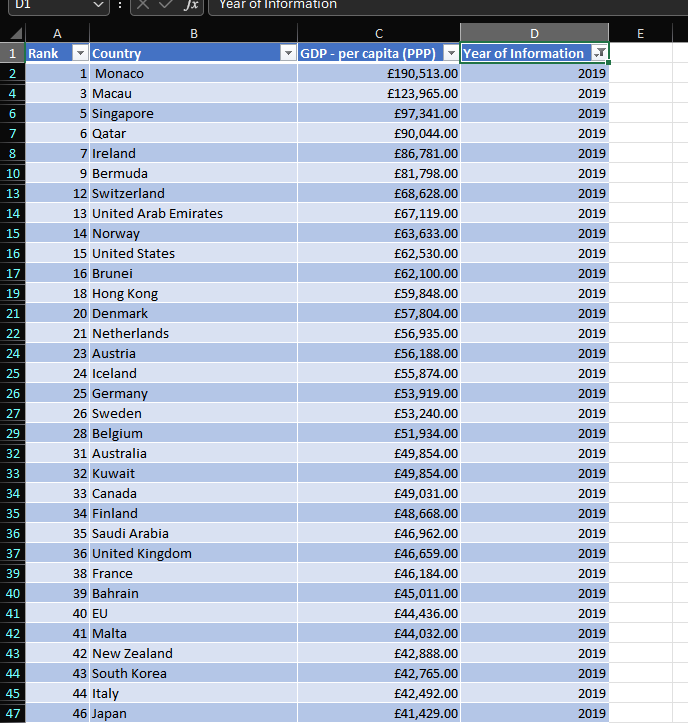 D1 fx Year of Information
A B C D E
1 Rank Country GDP - per capita (PPP) Year of Information
2 1 Monaco £190,513.00 2019
4 3 Macau £123,965.00 2019
6 5 Singapore £97,341.00 2019
7 6 Qatar £90,044.00 2019
8 7 Ireland £86,781.00 2019
10 9 Bermuda £81,798.00 2019
13 12 Switzerland £68,628.00 2019
14 13 United Arab Emirates £67,119.00 2019
15 14 Norway £63,633.00 2019
16 15 United States £62,530.00 2019
17 16 Brunei £62,100.00 2019
19 18 Hong Kong £59,848.00 2019
21 20 Denmark £57,804.00 2019
22 21 Netherlands £56,935.00 2019
24 23 Austria £56,188.00 2019
25 24 Iceland £55,874.00 2019
26 25 Germany £53,919.00 2019
27 26 Sweden £53,240.00 2019
29 28 Belgium £51,934.00 2019
32 31 Australia £49,854.00 2019
33 32 Kuwait £49,854.00 2019
34 33 Canada £49,031.00 2019
35 34 Finland £48,668.00 2019
36 35 Saudi Arabia £46,962.00 2019
37 36 United Kingdom £46,659.00 2019
39 38 France £46,184.00 2019
40 39 Bahrain £45,011.00 2019
41 40 EU £44,436.00 2019
42 41 Malta £44,032.00 2019
43 42 New Zealand £42,888.00 2019
44 43 South Korea £42,765.00 2019
45 44 Italy £42,492.00 2019
47 46 Japan £41,429.00 2019